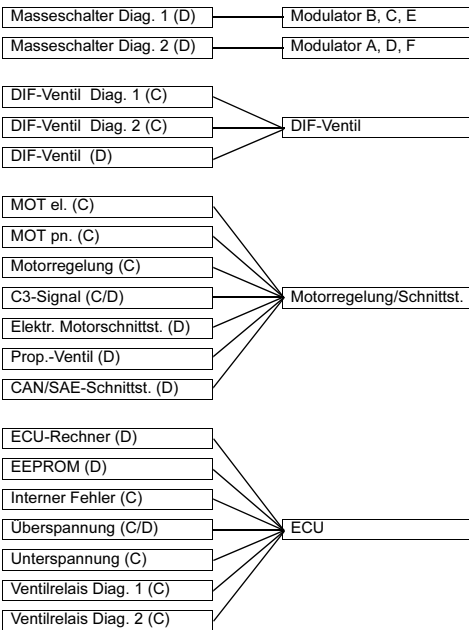 Masseschalter Diag. 1 (D) Modulator B, C, E
Masseschalter Diag. 2 (D) Modulator A, D, F
DIF-Ventil Diag. 1 (C)
DIF-Ventil Diag. 2 (C) DIF-Ventil
DIF-Ventil (D)
MOT el. (C)
MOT pn. (C)
Motorregelung (C)
C3-Signal (C/D) Motorregelung/Schnittst.
Elektr. Motorschnittst. (D)
Prop.-Ventil (D)
CAN/SAE-Schnittst. (D)
ECU-Rechner (D)
EEPROM (D)
Interner Fehler (C)
Überspannung (C/D) ECU
Unterspannung (C)
Ventilrelais Diag. 1 (C)
Ventilrelais Diag. 2 (C)